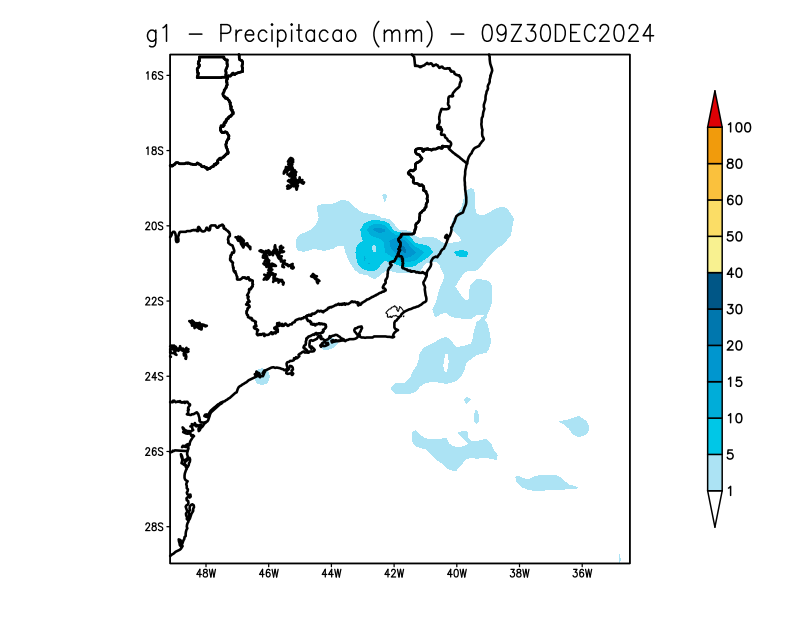 g1 – Precipitacao (mm) – 09Z30DEC2024
16S
18S
20S
22S
24S
26S
28S
48W 46W 44W 42W 40W 38W 36W
100
80
60
50
40
30
20
15
10
5
1